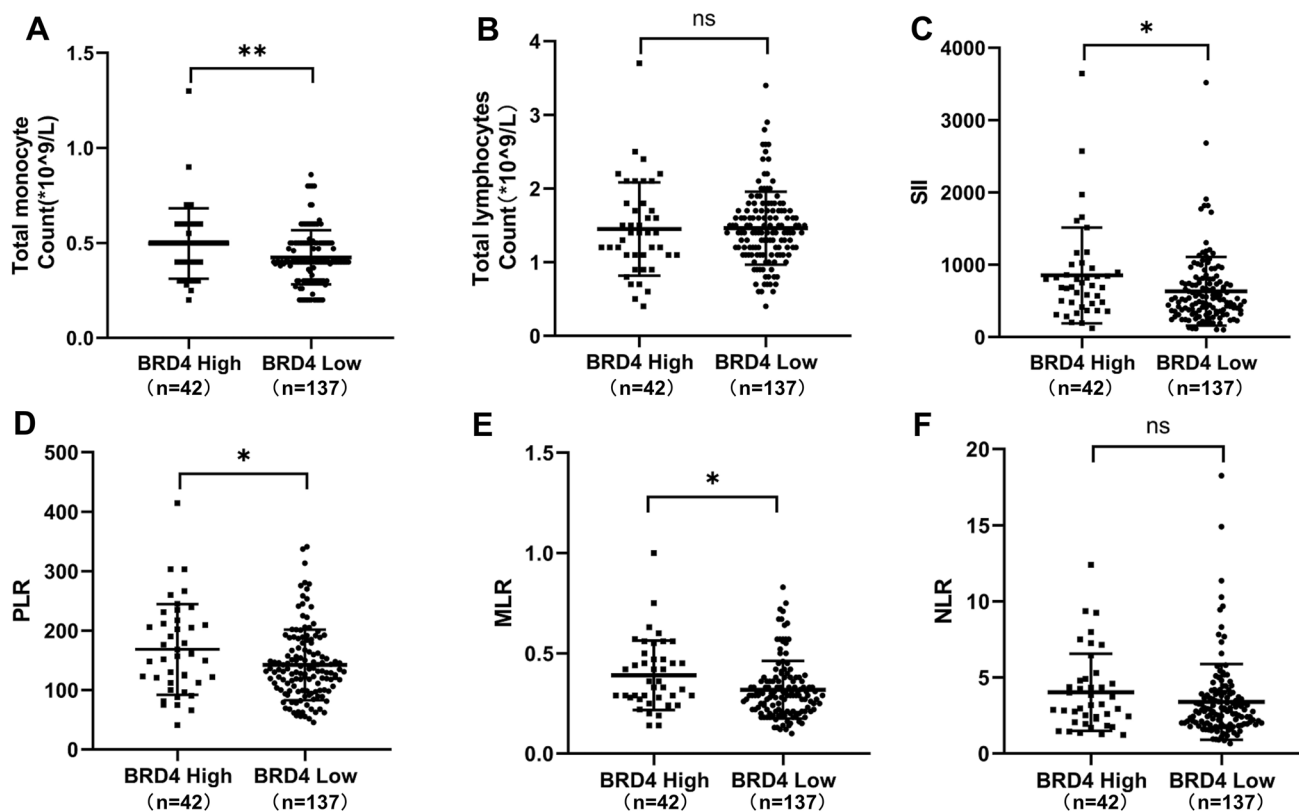 A
**
1.5
1.0
0.5
0.0
Total monocyte
Count(*10^9/L)
BRD4 High
（n=42）
BRD4 Low
（n=137）
B
ns
4
3
2
1
0
Total lymphocytes
Count（*10^9/L）
BRD4 High
（n=42）
BRD4 Low
（n=137）
C
*
4000
3000
2000
1000
0
SII
BRD4 High
（n=42）
BRD4 Low
（n=137）
D
*
500
400
300
200
100
0
PLR
BRD4 High
（n=42）
BRD4 Low
（n=137）
E
*
1.5
1.0
0.5
0.0
MLR
BRD4 High
（n=42）
BRD4 Low
（n=137）
F
ns
20
15
10
5
0
NLR
BRD4 High
（n=42）
BRD4 Low
（n=137）